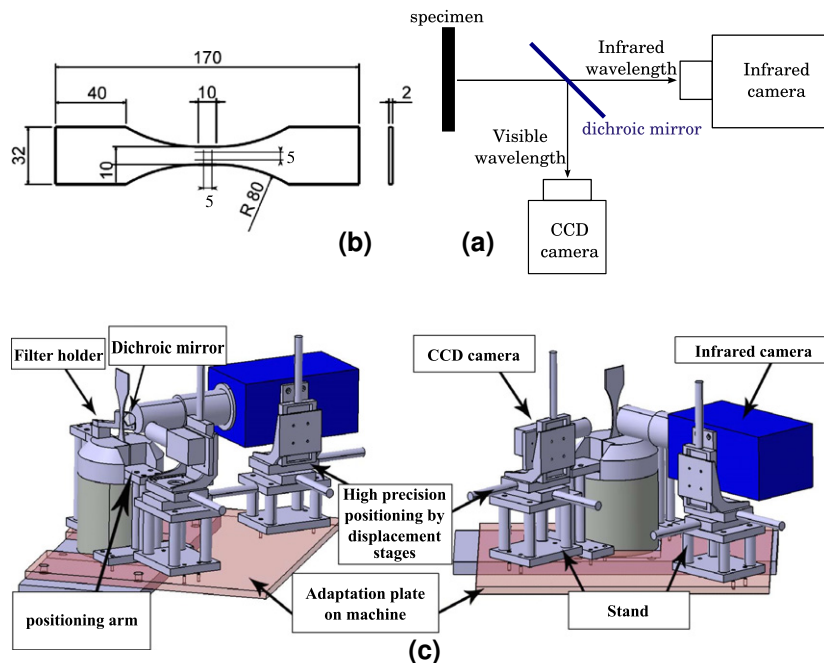 170
40
10
2
32
10
5
5
R 80
(b)
specimen
Infrared
wavelength
Infrared
camera
dichroic mirror
Visible
wavelength
CCD
camera
(a)
Filter holder
Dichroic mirror
CCD camera
Infrared camera
High precision
positioning by
displacement
stages
positioning arm
Adaptation plate
on machine
Stand
(c)